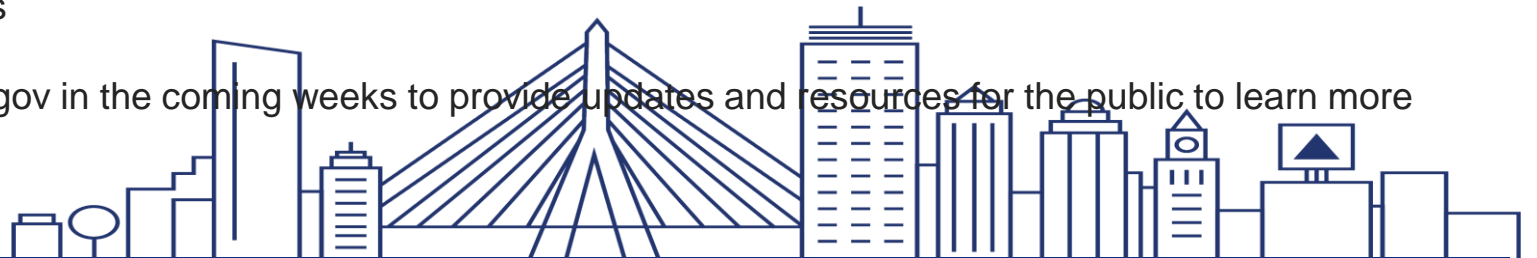 s
gov in the coming weeks to provide updates and resources for the public to learn more